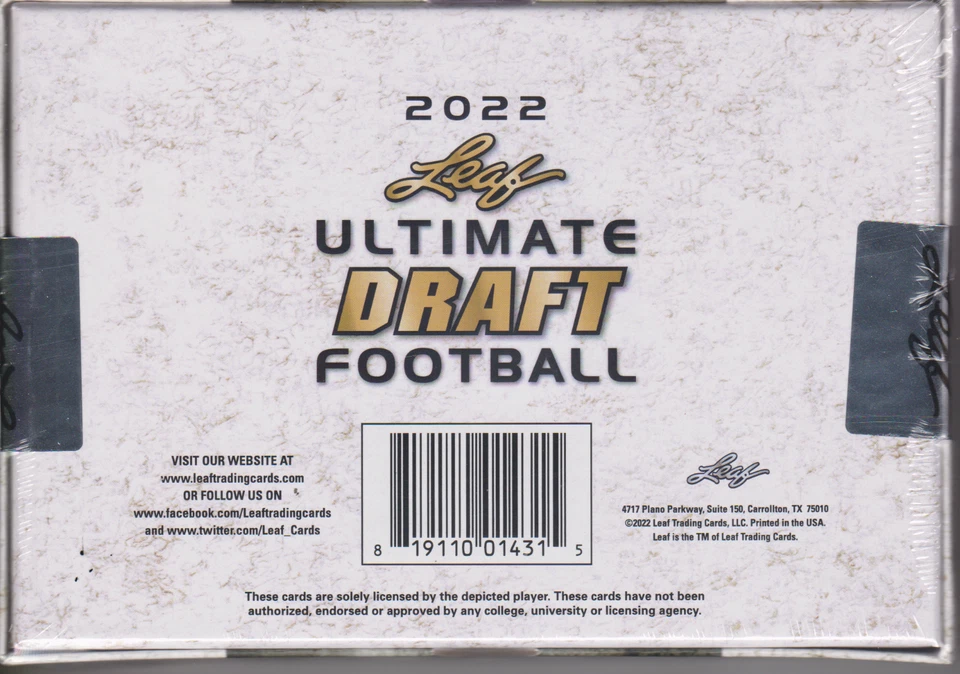 2022
Leaf
ULTIMATE
DRAFT
FOOTBALL
VISIT OUR WEBSITE AT
www.leaftradingcards.com
OR FOLLOW US ON
www.facebook.com/Leaftradingcards
and www.twitter.com/Leaf_Cards
8 19110 01431 5
Leaf
4717 Plano Parkway, Suite 150, Carrollton, TX 75010
©2022 Leaf Trading Cards, LLC. Printed in the USA.
Leaf is the TM of Leaf Trading Cards.
These cards are solely licensed by the depicted player. These cards have not been
authorized, endorsed or approved by any college, university or licensing agency.